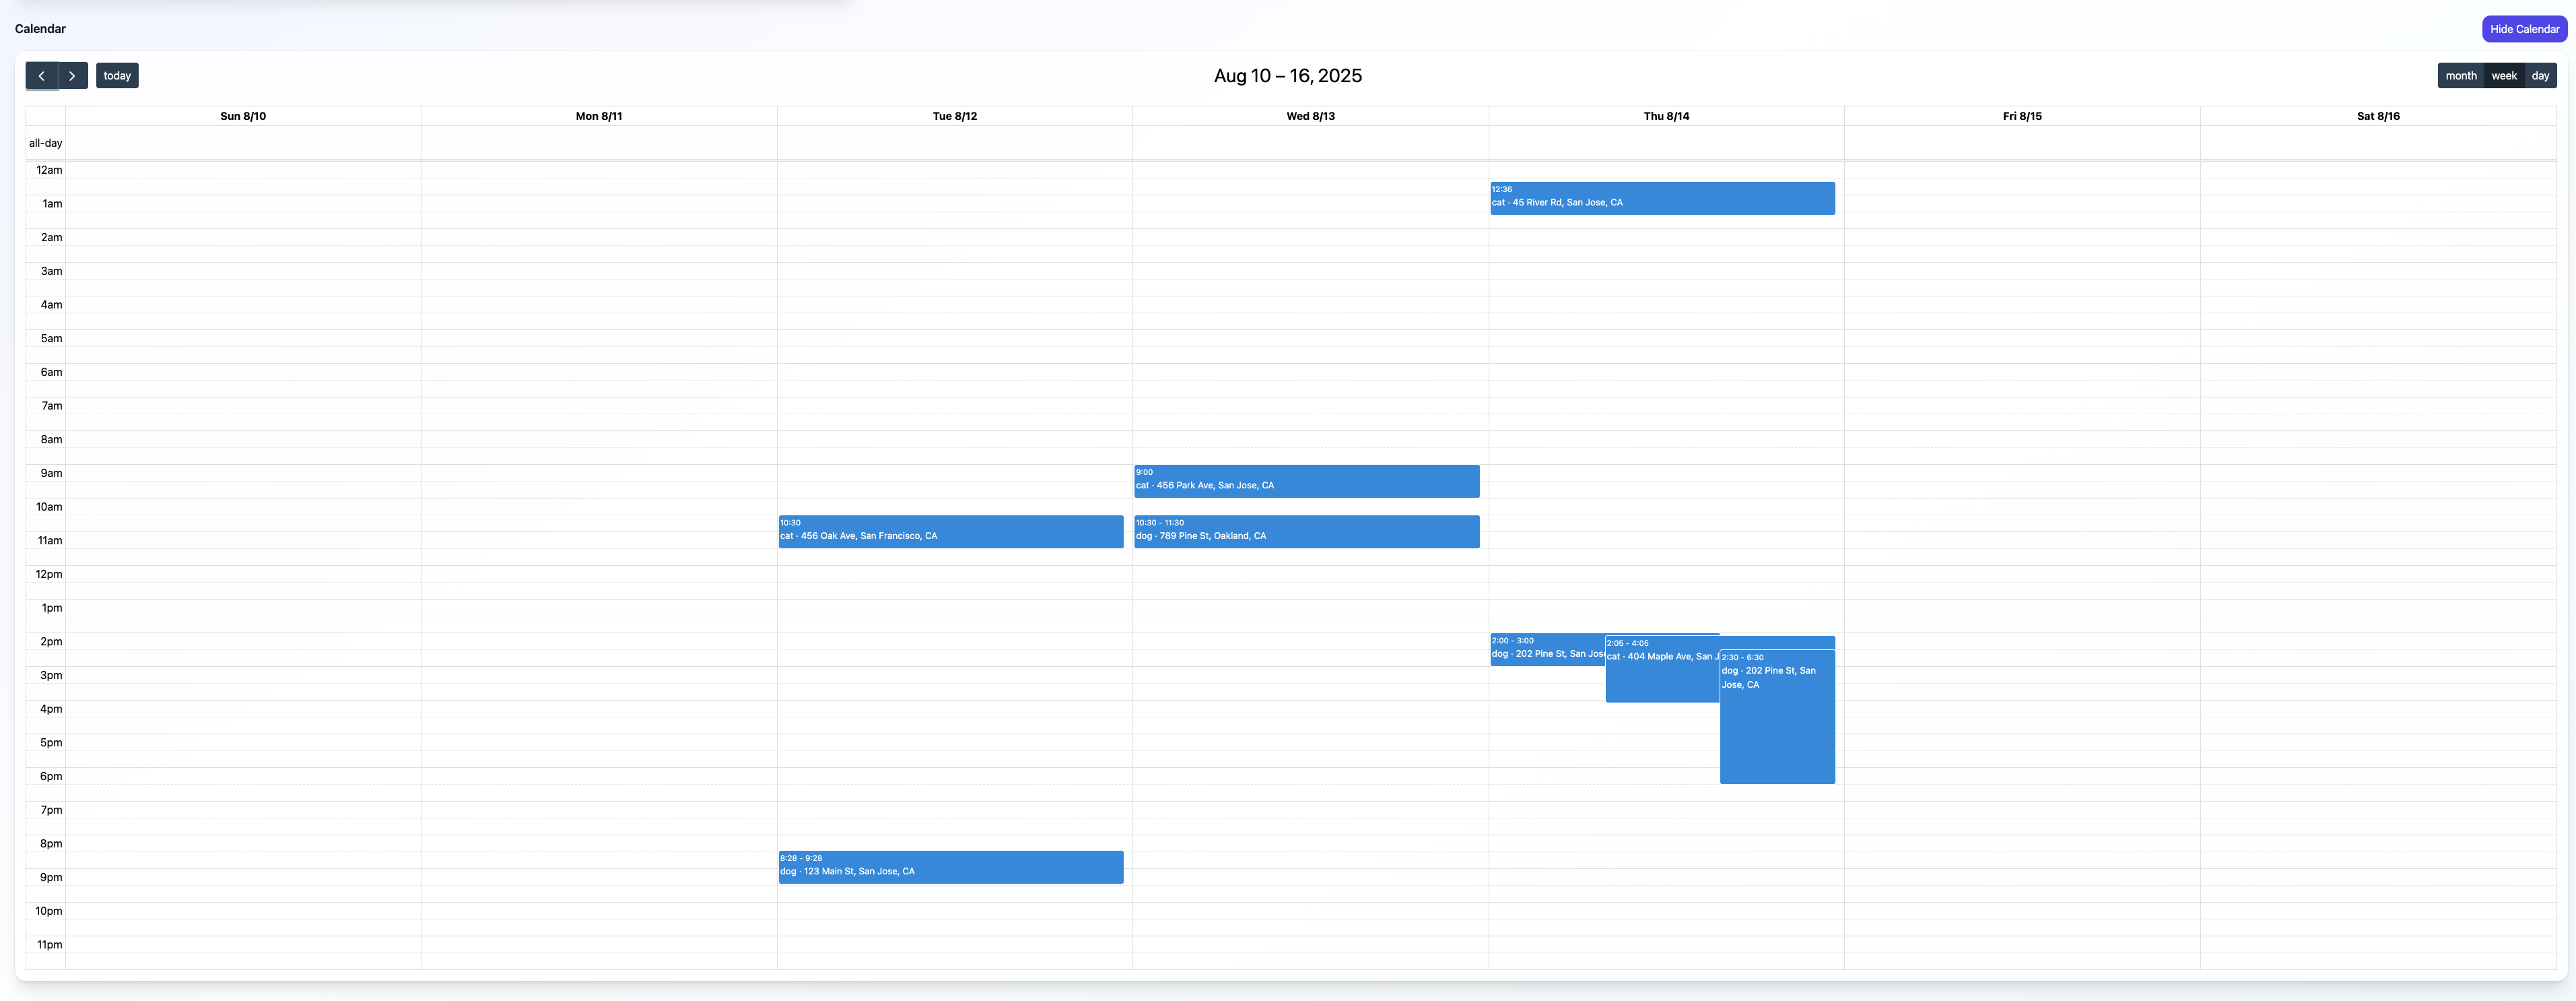 Calendar
Hide Calendar
today
Aug 10 – 16, 2025
month week day
Sun 8/10 Mon 8/11 Tue 8/12 Wed 8/13 Thu 8/14 Fri 8/15 Sat 8/16
all-day
12am
12:36
cat · 45 River Rd, San Jose, CA
1am
2am
3am
4am
5am
6am
7am
8am
9am
9:00
cat · 456 Park Ave, San Jose, CA
10am
10:30
cat · 456 Oak Ave, San Francisco, CA
10:30 - 11:30
dog · 789 Pine St, Oakland, CA
11am
12pm
1pm
2pm
2:00 - 3:00
dog · 202 Pine St, San Jose
2:05 - 4:05
cat · 404 Maple Ave, San J
2:30 - 6:30
dog · 202 Pine St, San
Jose, CA
3pm
4pm
5pm
6pm
7pm
8pm
8:28 - 9:28
dog · 123 Main St, San Jose, CA
9pm
10pm
11pm